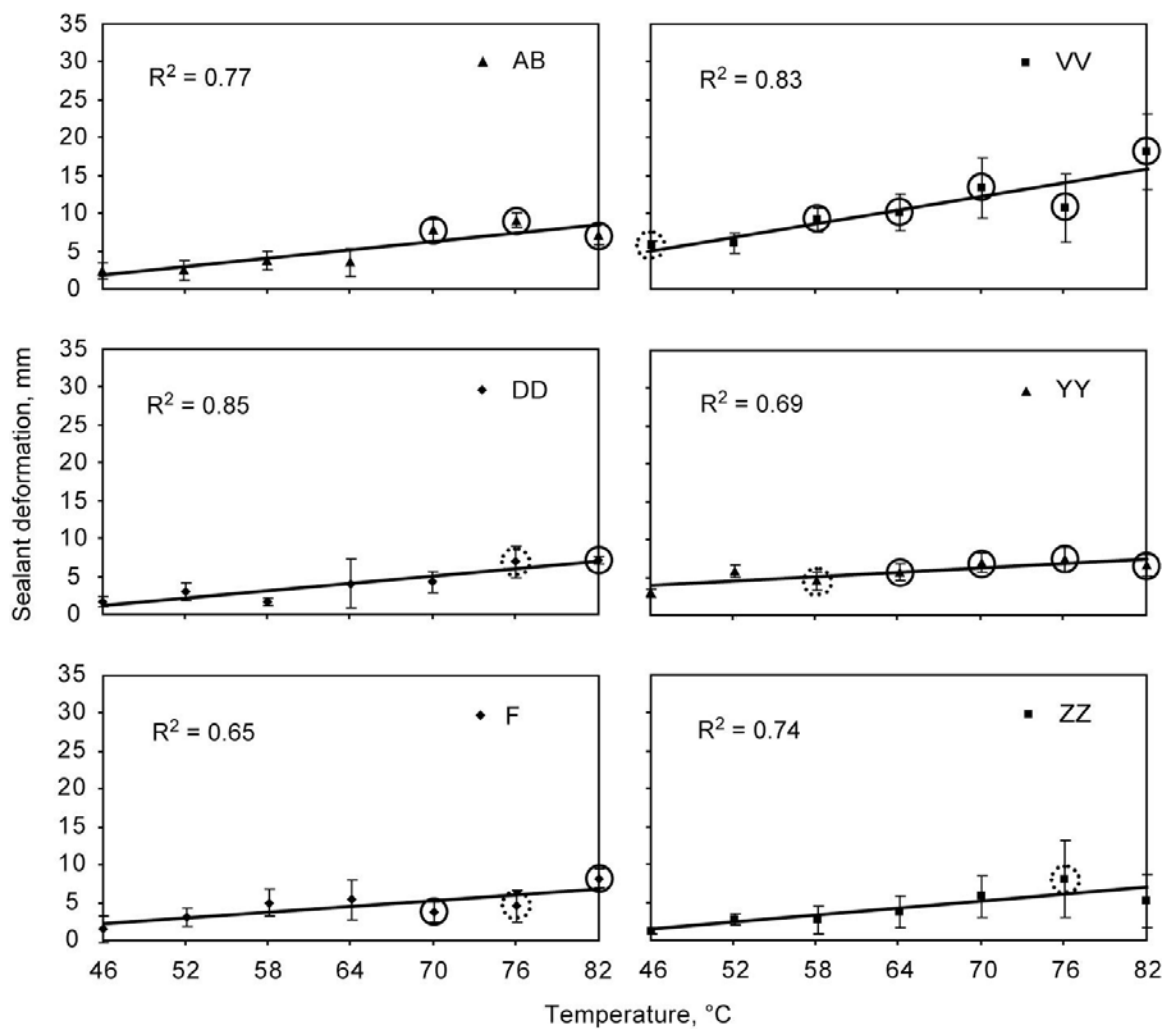 35
30
25
20
15
10
5
0
R² = 0.77
AB
R² = 0.83
VV
Sealant deformation, mm
35
30
25
20
15
10
5
0
R² = 0.85
DD
R² = 0.69
YY
35
30
25
20
15
10
5
0
R² = 0.65
F
R² = 0.74
ZZ
46 52 58 64 70 76 82
46 52 58 64 70 76 82
Temperature, °C